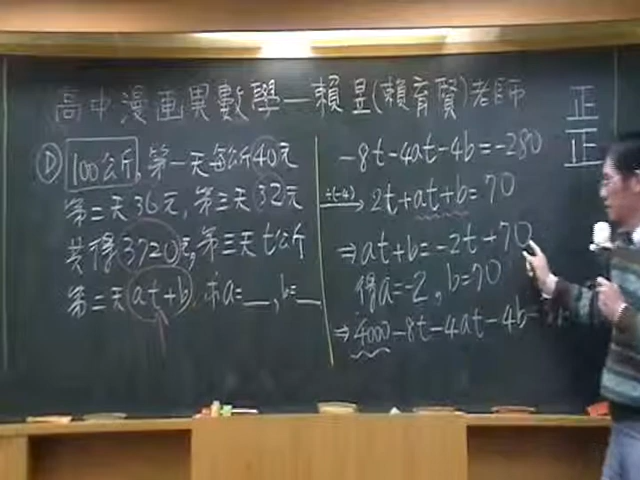 高中漫画異數學—賴昱(賴育賢)老師
正
正
D 100公斤,第一天每公斤40元
第二天36元,第三天32元
共得3720元,第三天t公斤
第二天at+b,求a=__,b=__
-8t-4at-4b=-280
÷(-4)→ 2t+at+b=70
⇒at+b=-2t+70
得a=-2,b=70
⇒4000-8t-4at-4b